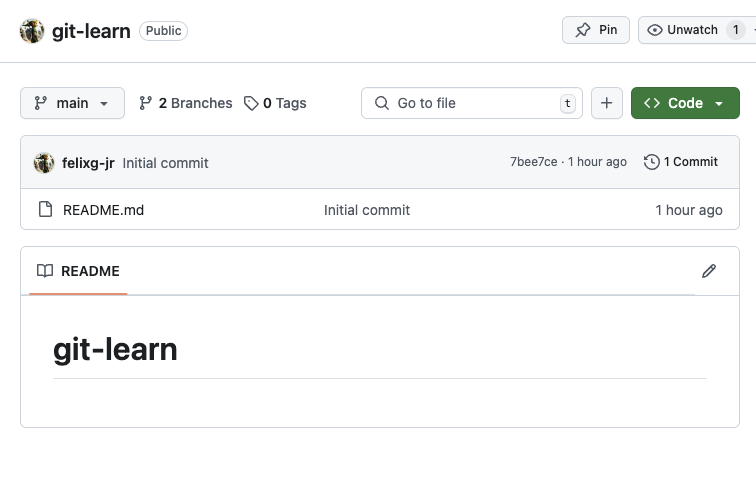 git-learn Public Pin Unwatch 1
main 2 Branches 0 Tags Go to file t Code
felixg-jr Initial commit 7bee7ce · 1 hour ago 1 Commit
README.md Initial commit 1 hour ago
README
git-learn